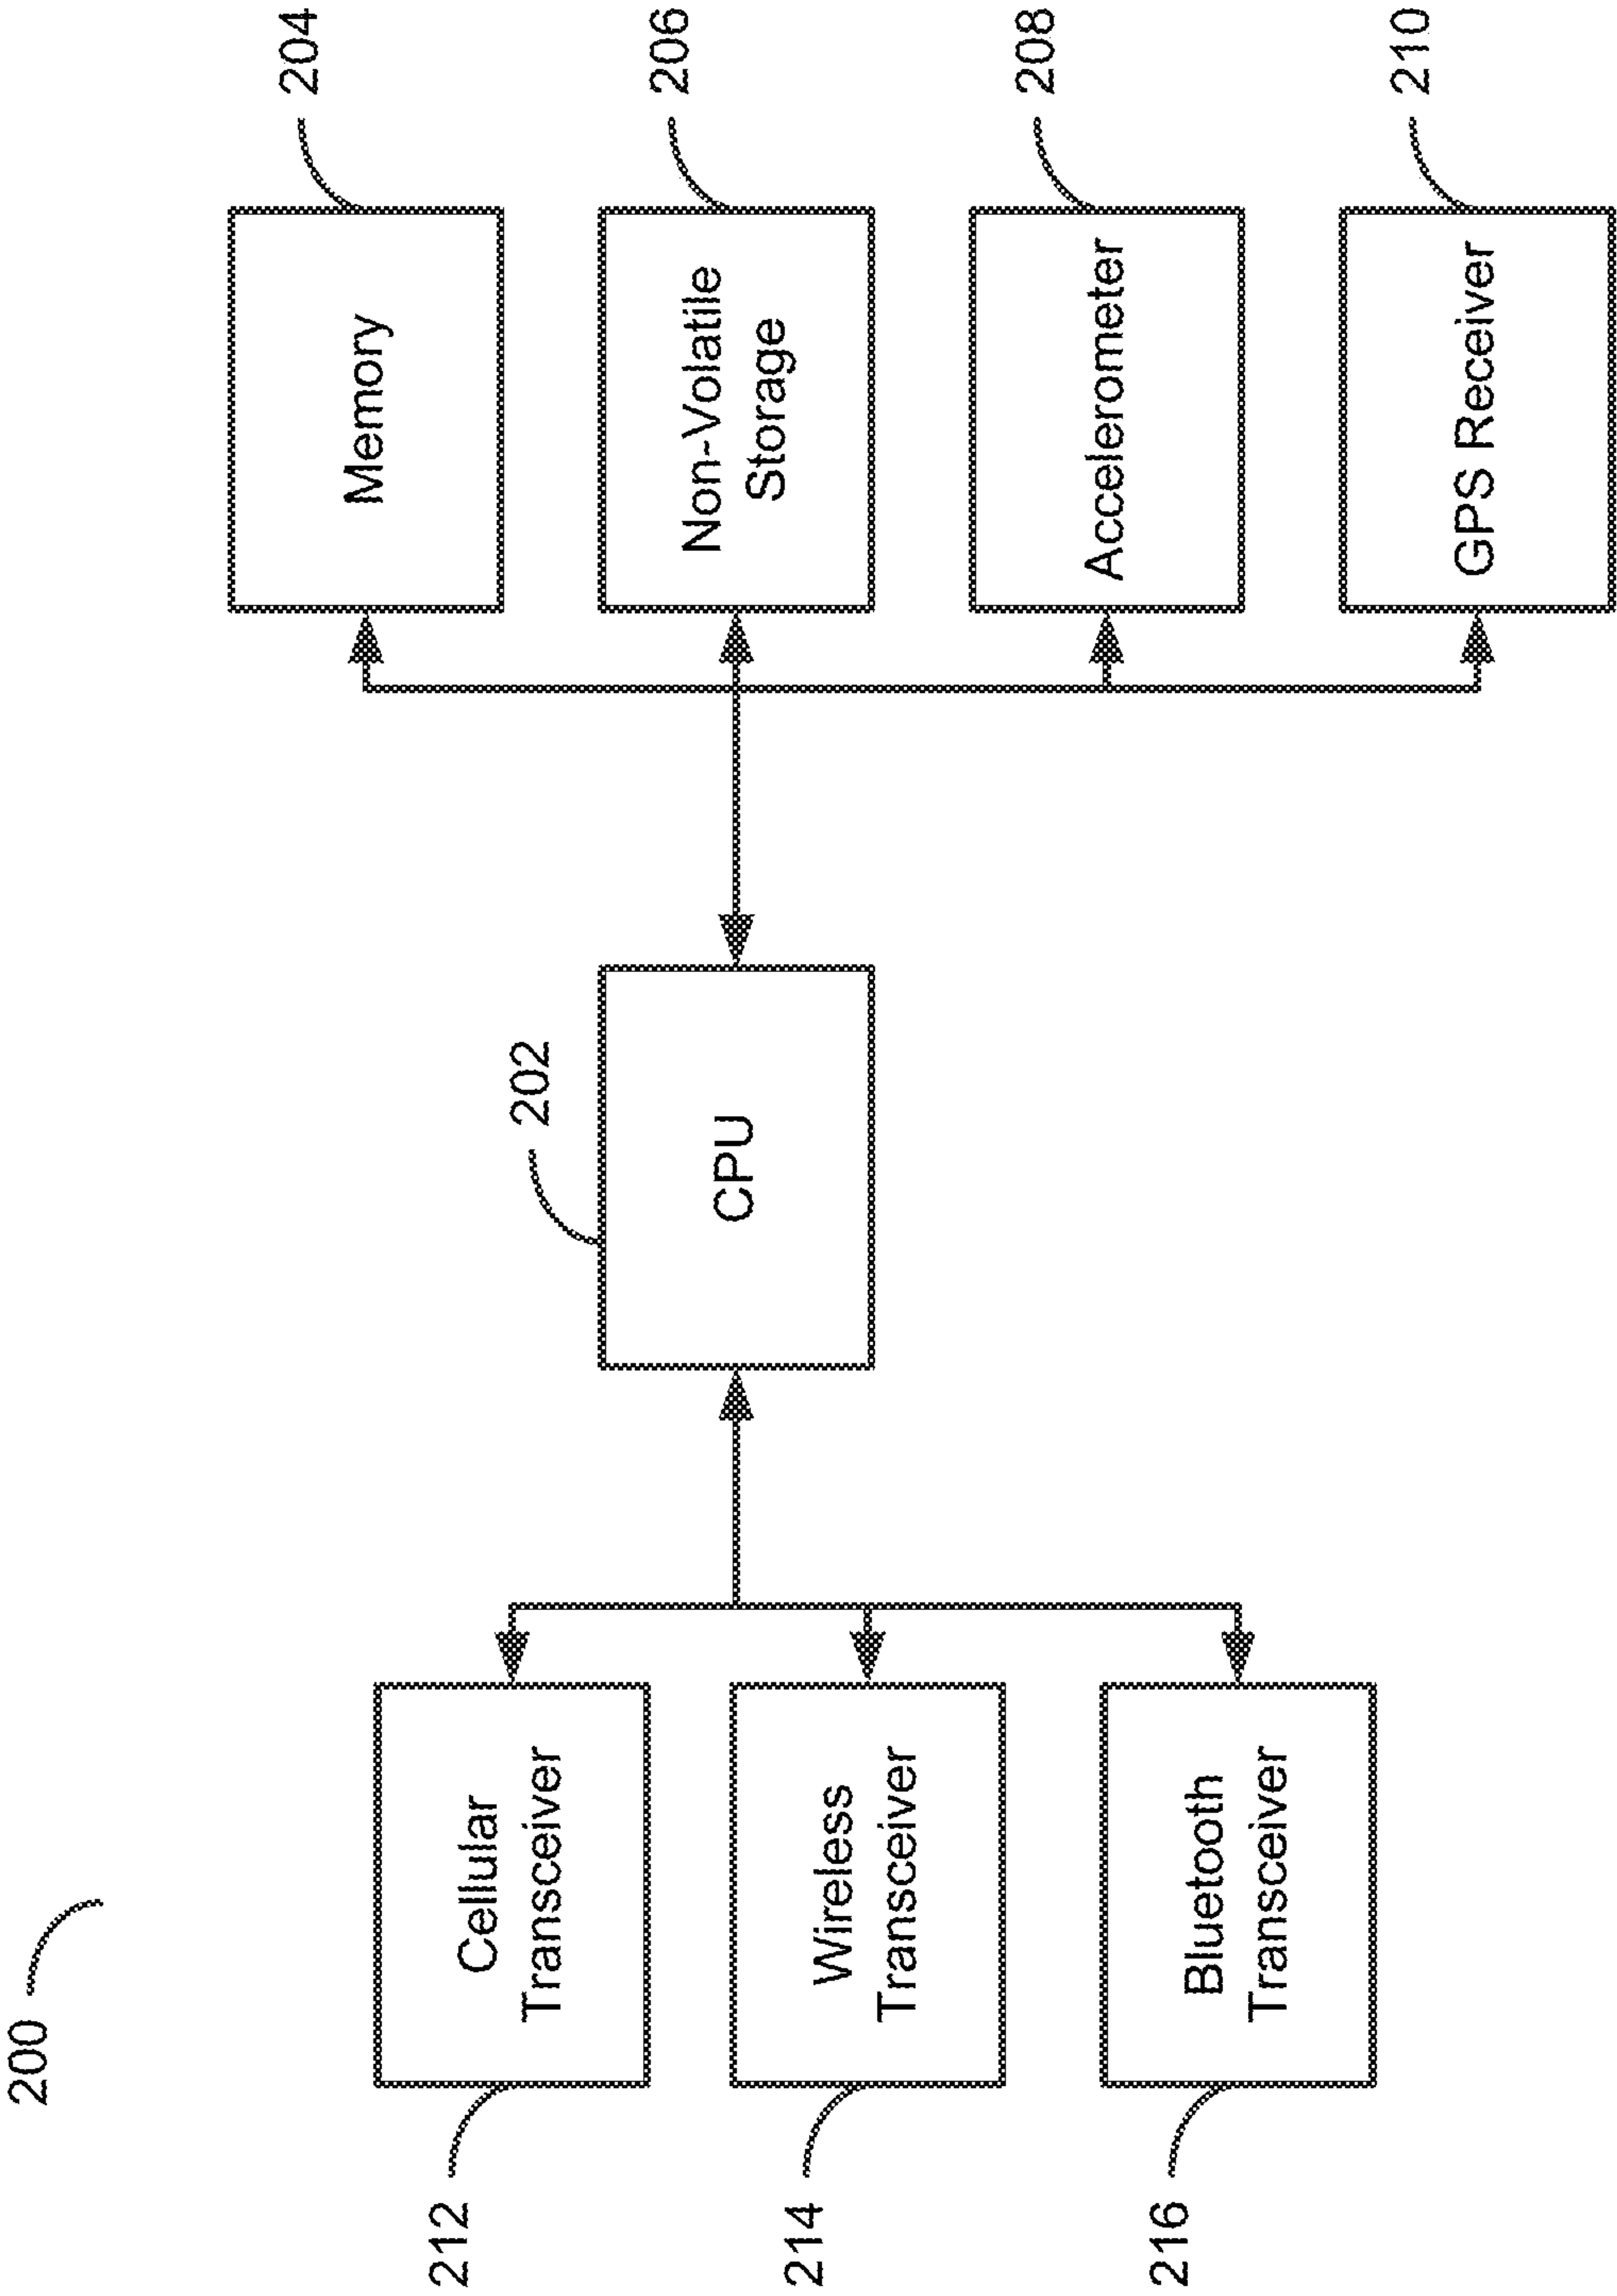 200
212
Cellular
Transceiver
214
Wireless
Transceiver
216
Bluetooth
Transceiver
202
CPU
204
Memory
206
Non-Volatile
Storage
208
Accelerometer
210
GPS Receiver